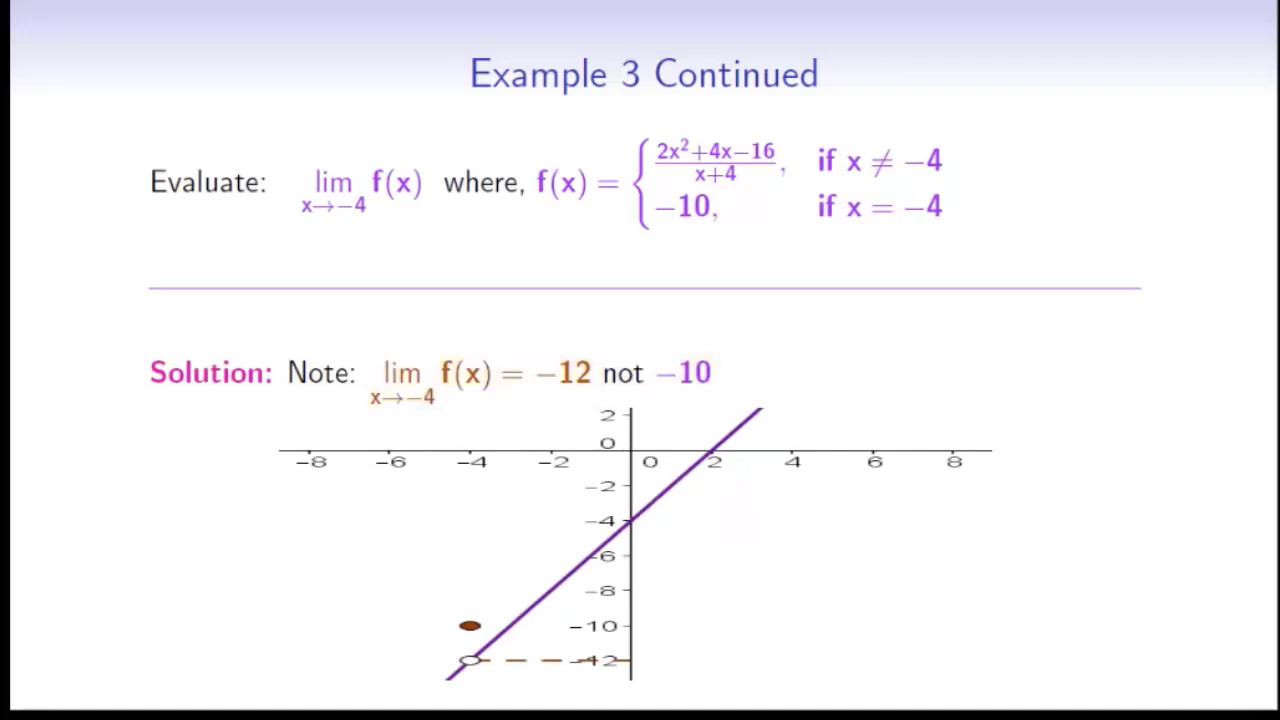 Example 3 Continued
Evaluate: lim x→−4 f(x) where, f(x) = { (2x²+4x−16)/(x+4), if x ≠ −4
−10, if x = −4
Solution: Note: lim x→−4 f(x) = −12 not −10
2
0
−8 −6 −4 −2 0 2 4 6 8
−2
−4
−6
−8
−10
−12